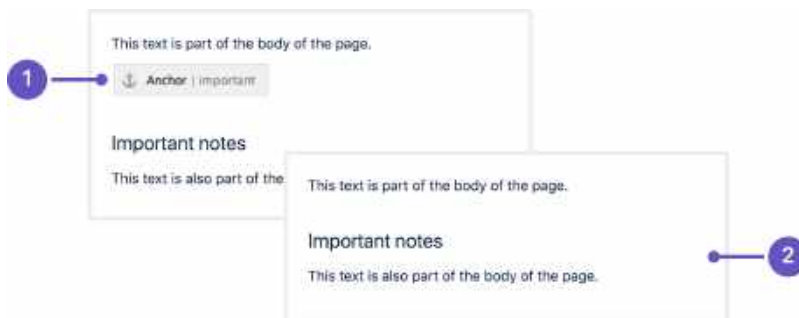 This text is part of the body of the page.
1
Anchor | important
Important notes
This text is also part of the
This text is part of the body of the page.
Important notes
2
This text is also part of the body of the page.